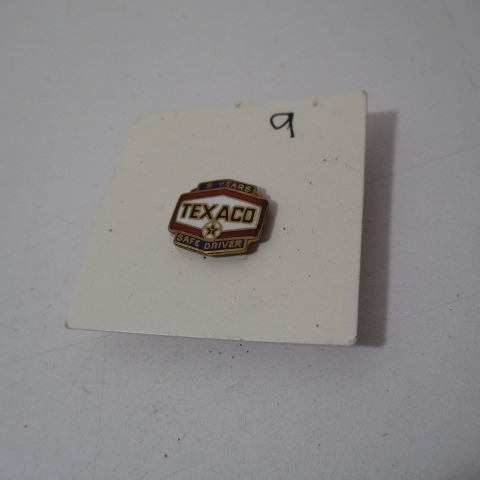 9
YEARS
TEXACO
SAFE DRIVER